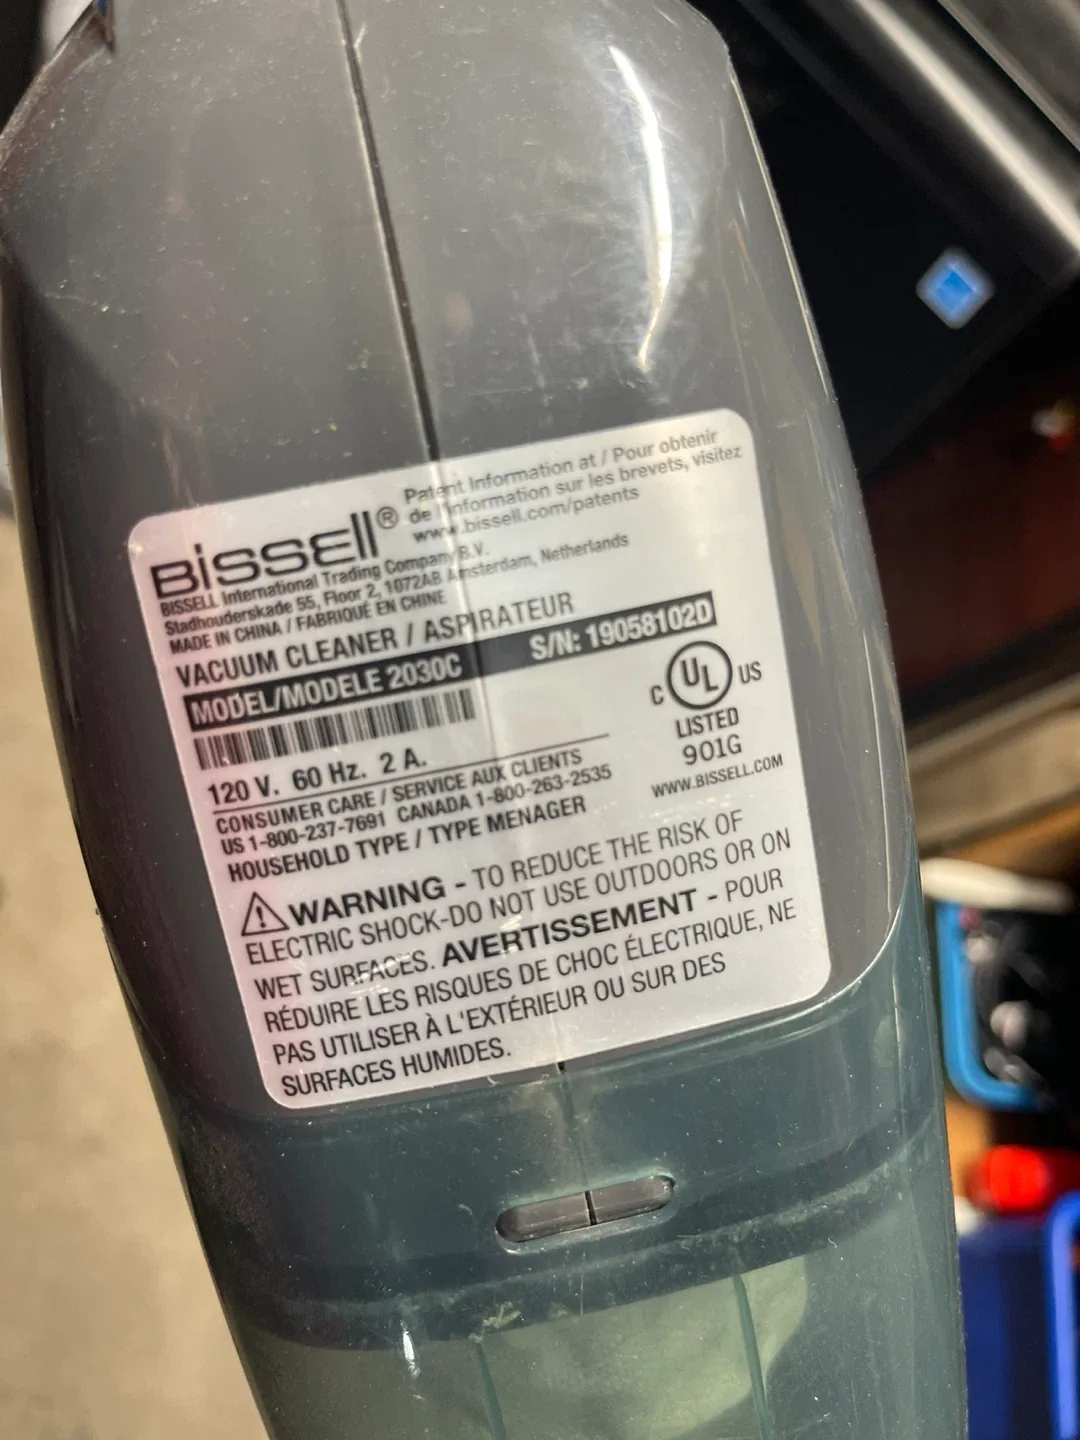 Patent Information at / Pour obtenir
de l'information sur les brevets, visitez
www.bissell.com/patents
BISSELL®
BISSELL International Trading Company B.V.
Stadhouderskade 55, Floor 2, 1072AB Amsterdam, Netherlands
MADE IN CHINA / FABRIQUÉ EN CHINE
VACUUM CLEANER / ASPIRATEUR
MODEL/MODELE 2030C S/N: 19058102D
C UL US
LISTED
901G
120 V. 60 Hz. 2 A.
WWW.BISSELL.COM
CONSUMER CARE / SERVICE AUX CLIENTS
US 1-800-237-7691 CANADA 1-800-263-2535
HOUSEHOLD TYPE / TYPE MENAGER
WARNING - TO REDUCE THE RISK OF
ELECTRIC SHOCK-DO NOT USE OUTDOORS OR ON
WET SURFACES. AVERTISSEMENT - POUR
RÉDUIRE LES RISQUES DE CHOC ÉLECTRIQUE, NE
PAS UTILISER À L'EXTÉRIEUR OU SUR DES
SURFACES HUMIDES.